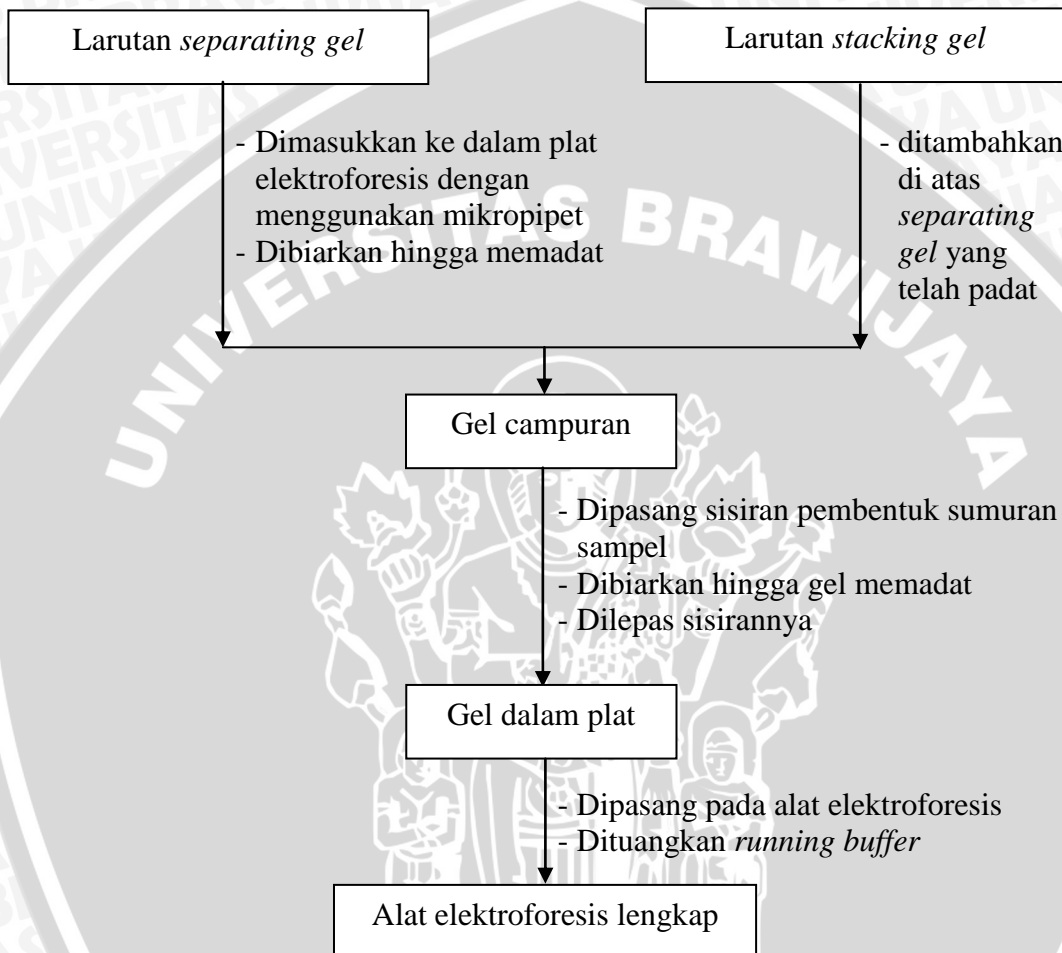 Larutan separating gel
Larutan stacking gel
- Dimasukkan ke dalam plat
elektroforesis dengan
menggunakan mikropipet
- Dibiarkan hingga memadat
- ditambahkan
di atas
separating
gel yang
telah padat
UNIVERSITAS BRAWIJAYA
Gel campuran
- Dipasang sisiran pembentuk sumuran
sampel
- Dibiarkan hingga gel memadat
- Dilepas sisirannya
Gel dalam plat
- Dipasang pada alat elektroforesis
- Dituangkan running buffer
Alat elektroforesis lengkap